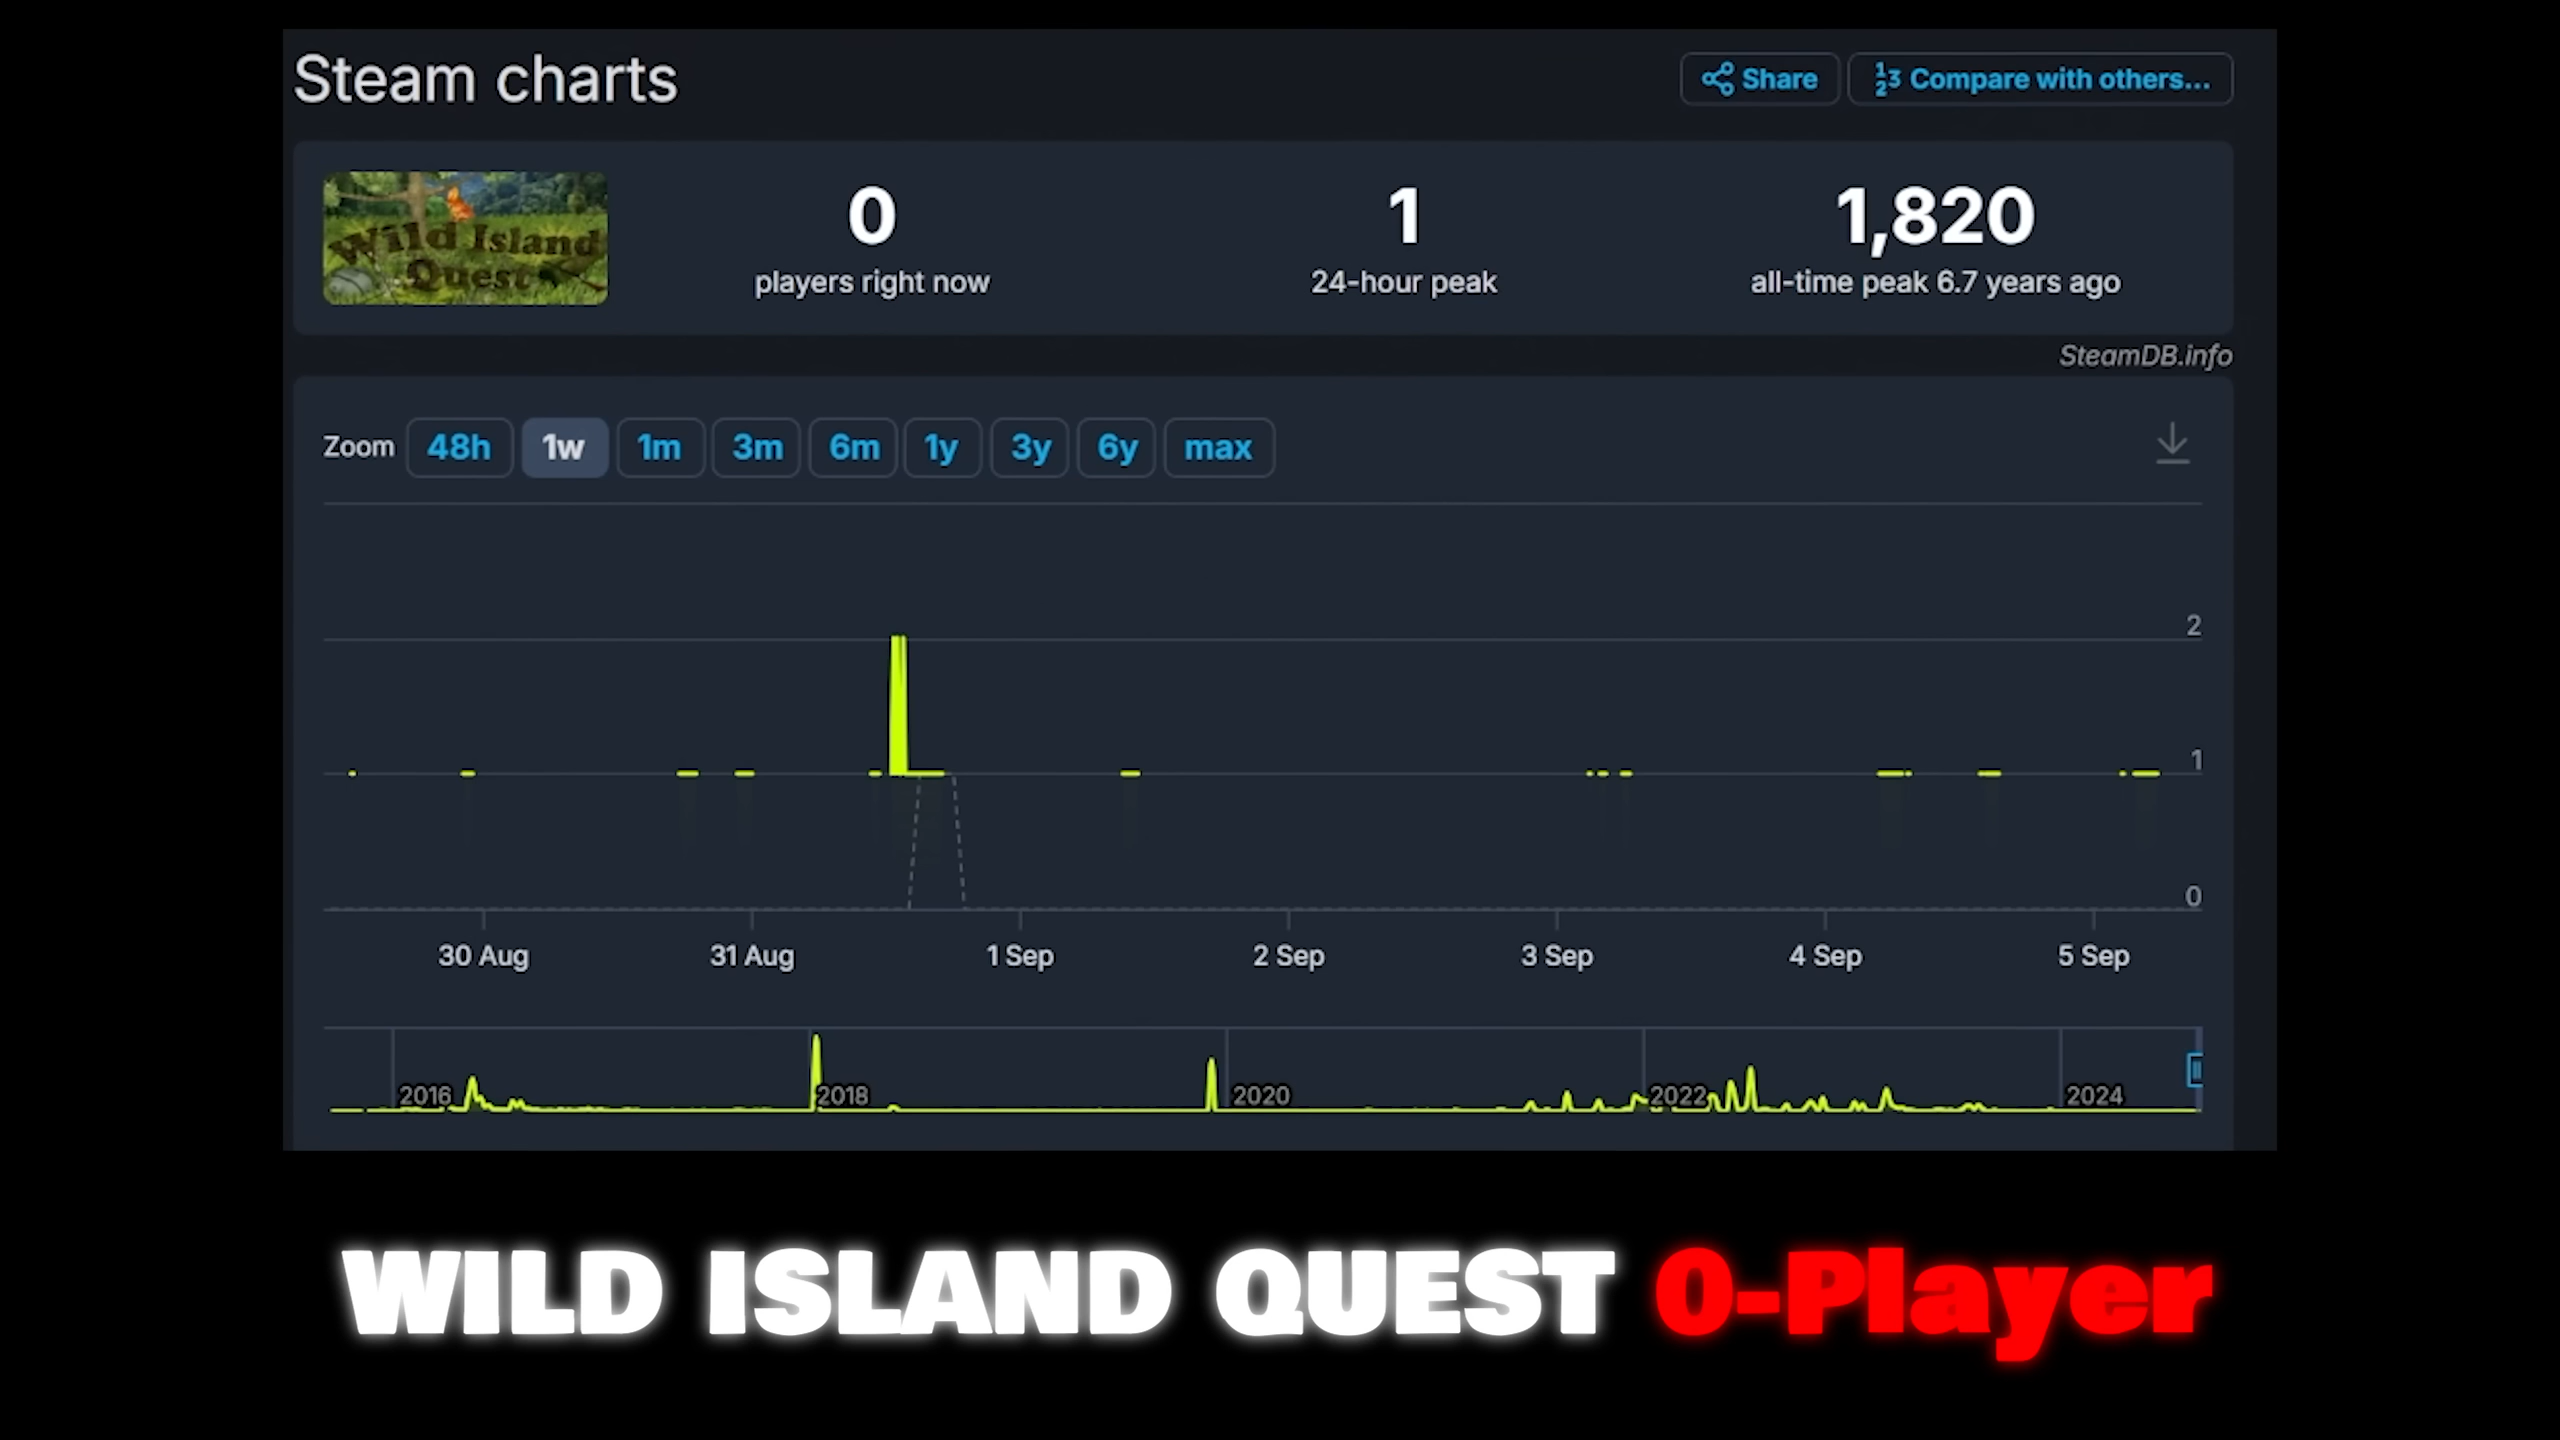 Steam charts
Share
Compare with others...
Wild Island
Quest
0
players right now
1
24-hour peak
1,820
all-time peak 6.7 years ago
SteamDB.info
Zoom 48h 1w 1m 3m 6m 1y 3y 6y max
2
1
0
30 Aug 31 Aug 1 Sep 2 Sep 3 Sep 4 Sep 5 Sep
2016 2018 2020 2022 2024
WILD ISLAND QUEST 0-Player